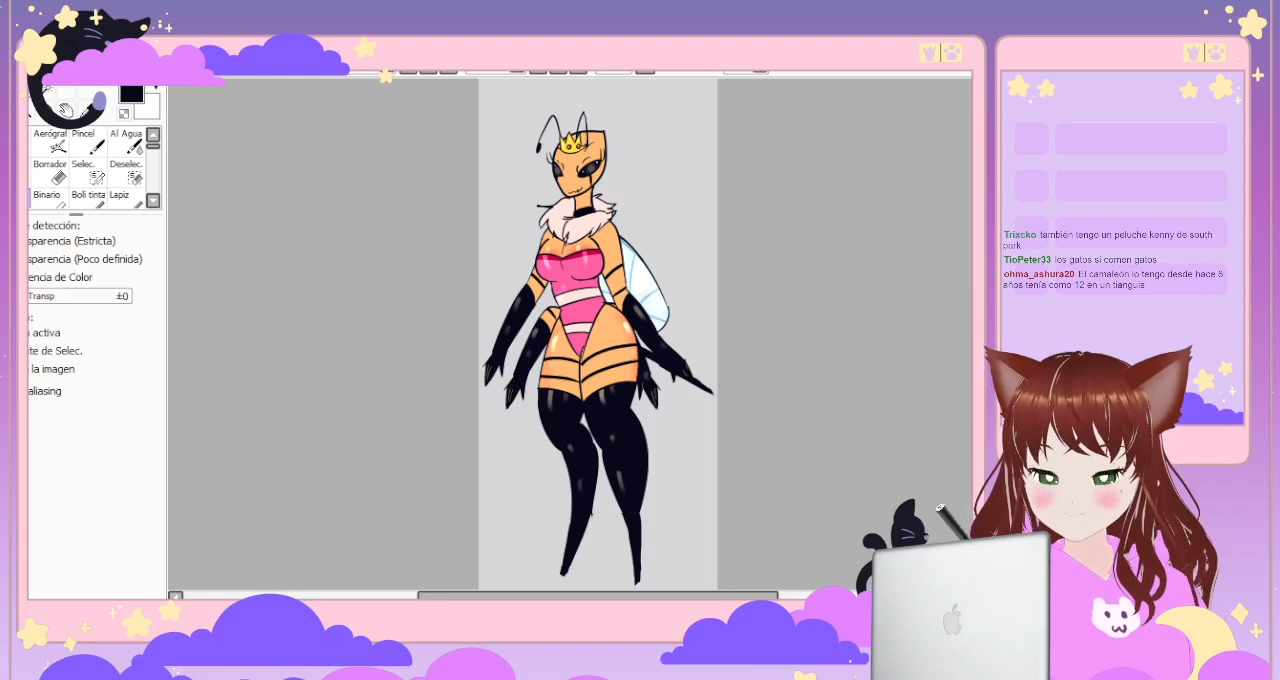 Aerógraf Pincel Al Agua
Borrador Selec. Deselec.
Binario Boli tinta Lapiz
detección:
sparencia (Estricta)
sparencia (Poco definida)
encia de Color
Transp ±0
activa
te de Selec.
la imagen
aliasing
Trixcko también tengo un peluche kenny de south
park
TioPeter33 los gatos si comen gatos
ohma_ashura20 El camaleón lo tengo desde hace 8
años tenía como 12 en un tianguis